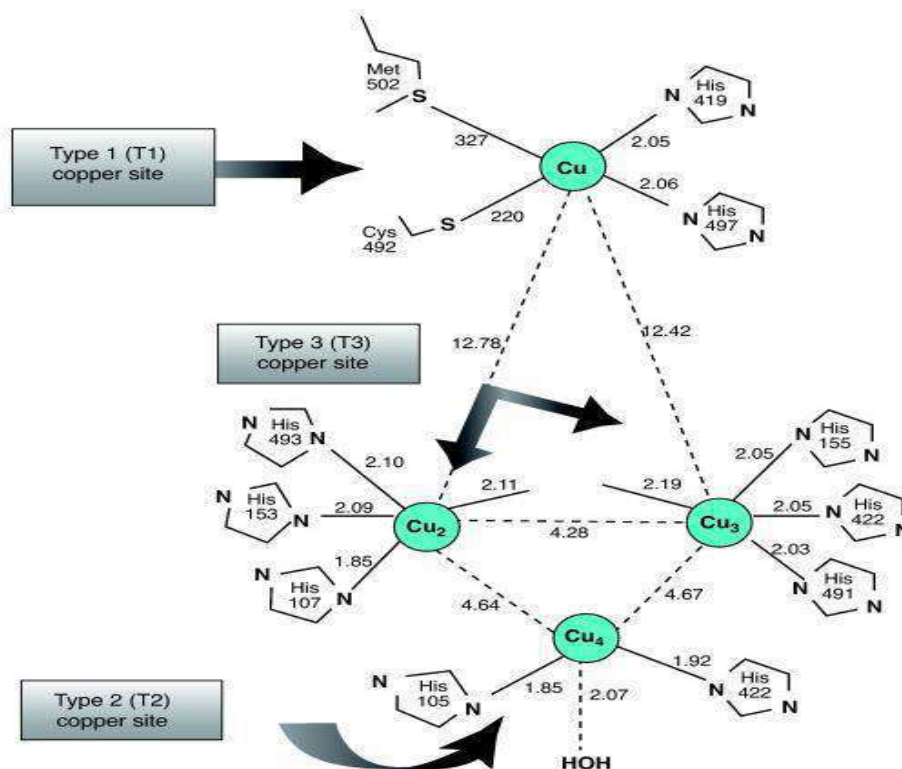 Met
502
S
N
His
419
N
327
2.05
Type 1 (T1)
copper site
Cu
2.06
S
220
N
His
497
N
Cys
492
Type 3 (T3)
copper site
12.78
12.42
N
His
493
N
N
His
155
N
2.10
2.05
2.11
2.19
N
His
153
N
2.09
Cu2
4.28
Cu3
2.05
N
His
422
N
1.85
2.03
N
His
107
N
N
His
491
N
4.64
4.67
Cu4
Type 2 (T2)
copper site
N
His
105
N
1.85
2.07
1.92
N
His
422
N
HOH